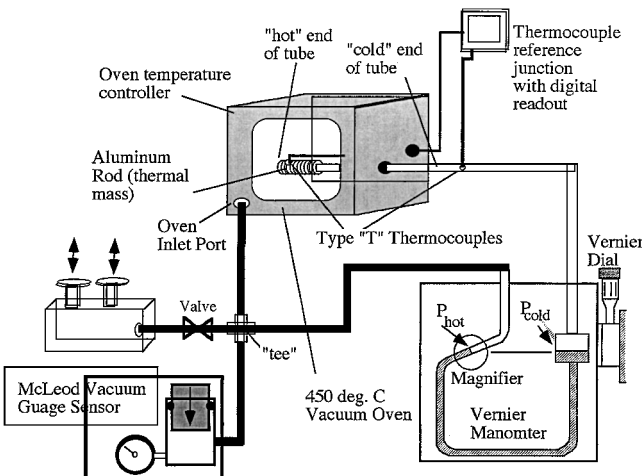 "hot" end
of tube
"cold" end
of tube
Thermocouple
reference
junction
with digital
readout
Oven temperature
controller
Aluminum
Rod (thermal
mass)
Oven
Inlet Port
Type "T" Thermocouples
Vernier
Dial
Valve
"tee"
P hot
P cold
Magnifier
McLeod Vacuum
Guage Sensor
450 deg. C
Vacuum Oven
Vernier
Manomter